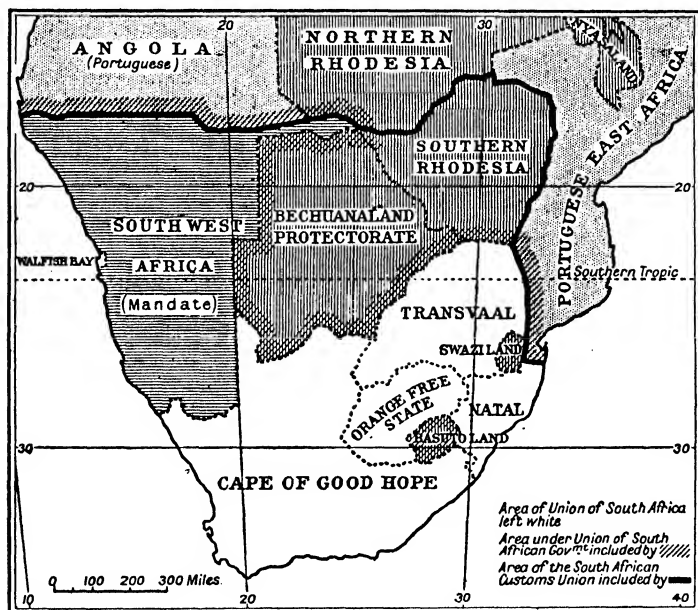 20
30
ANGOLA
(Portuguese)
NORTHERN
RHODESIA
NYASALAND
PORTUGUESE EAST AFRICA
SOUTHERN
RHODESIA
20
20
SOUTH WEST
AFRICA
(Mandate)
BECHUANALAND
PROTECTORATE
WALFISH BAY
Southern Tropic
TRANSVAAL
SWAZILAND
ORANGE FREE
STATE
NATAL
BASUTOLAND
30
30
CAPE OF GOOD HOPE
Area of Union of South Africa
left white
Area under Union of South
African Govmt included by
Area of the South African
Customs Union included by
0 100 200 300 Miles.
10
20
30
40